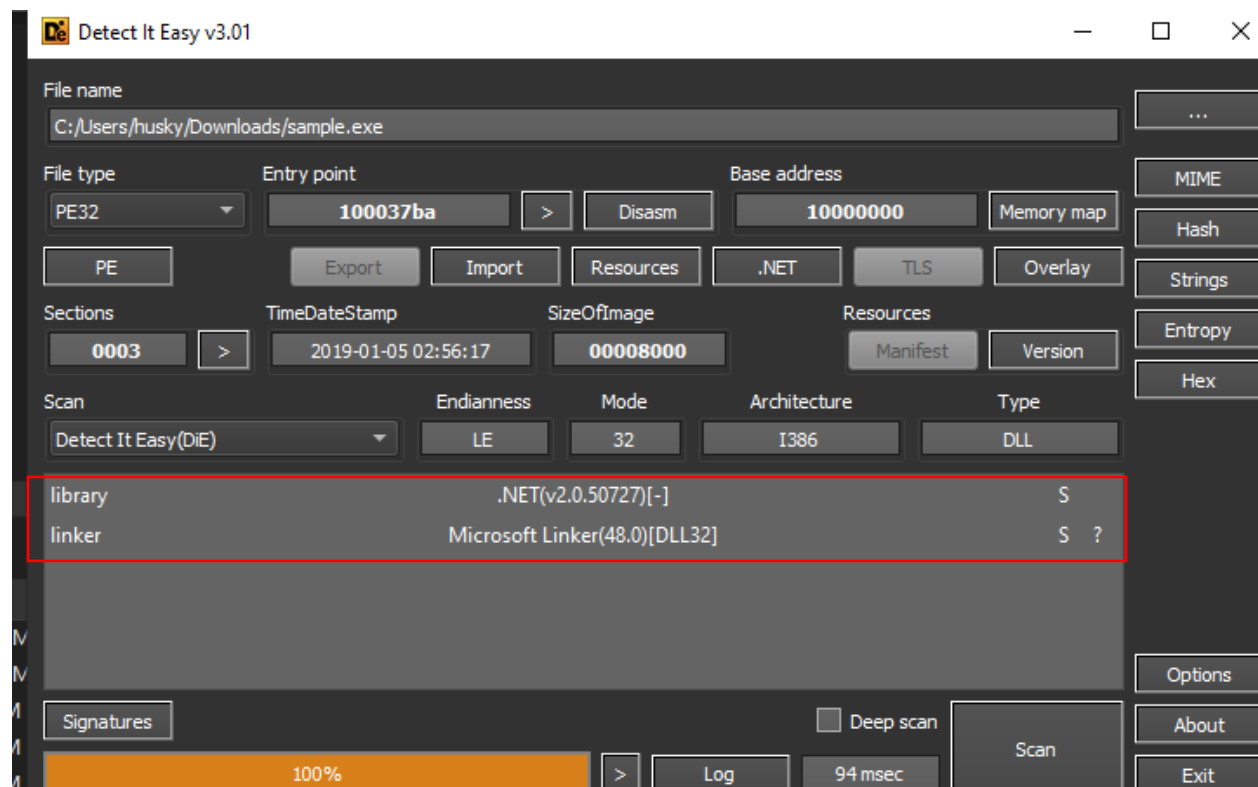 Detect It Easy v3.01
File name
C:/Users/husky/Downloads/sample.exe
...
File type Entry point Base address
MIME
PE32 100037ba > Disasm 10000000 Memory map
Hash
PE Export Import Resources .NET TLS Overlay
Strings
Sections TimeDateStamp SizeOfImage Resources
Entropy
0003 > 2019-01-05 02:56:17 00008000 Manifest Version
Hex
Scan Endianness Mode Architecture Type
Detect It Easy(DiE) LE 32 I386 DLL
library .NET(v2.0.50727)[-] S
linker Microsoft Linker(48.0)[DLL32] S ?
M
M
Options
M
Signatures Deep scan Scan
About
M
100% > Log 94 msec
Exit
M